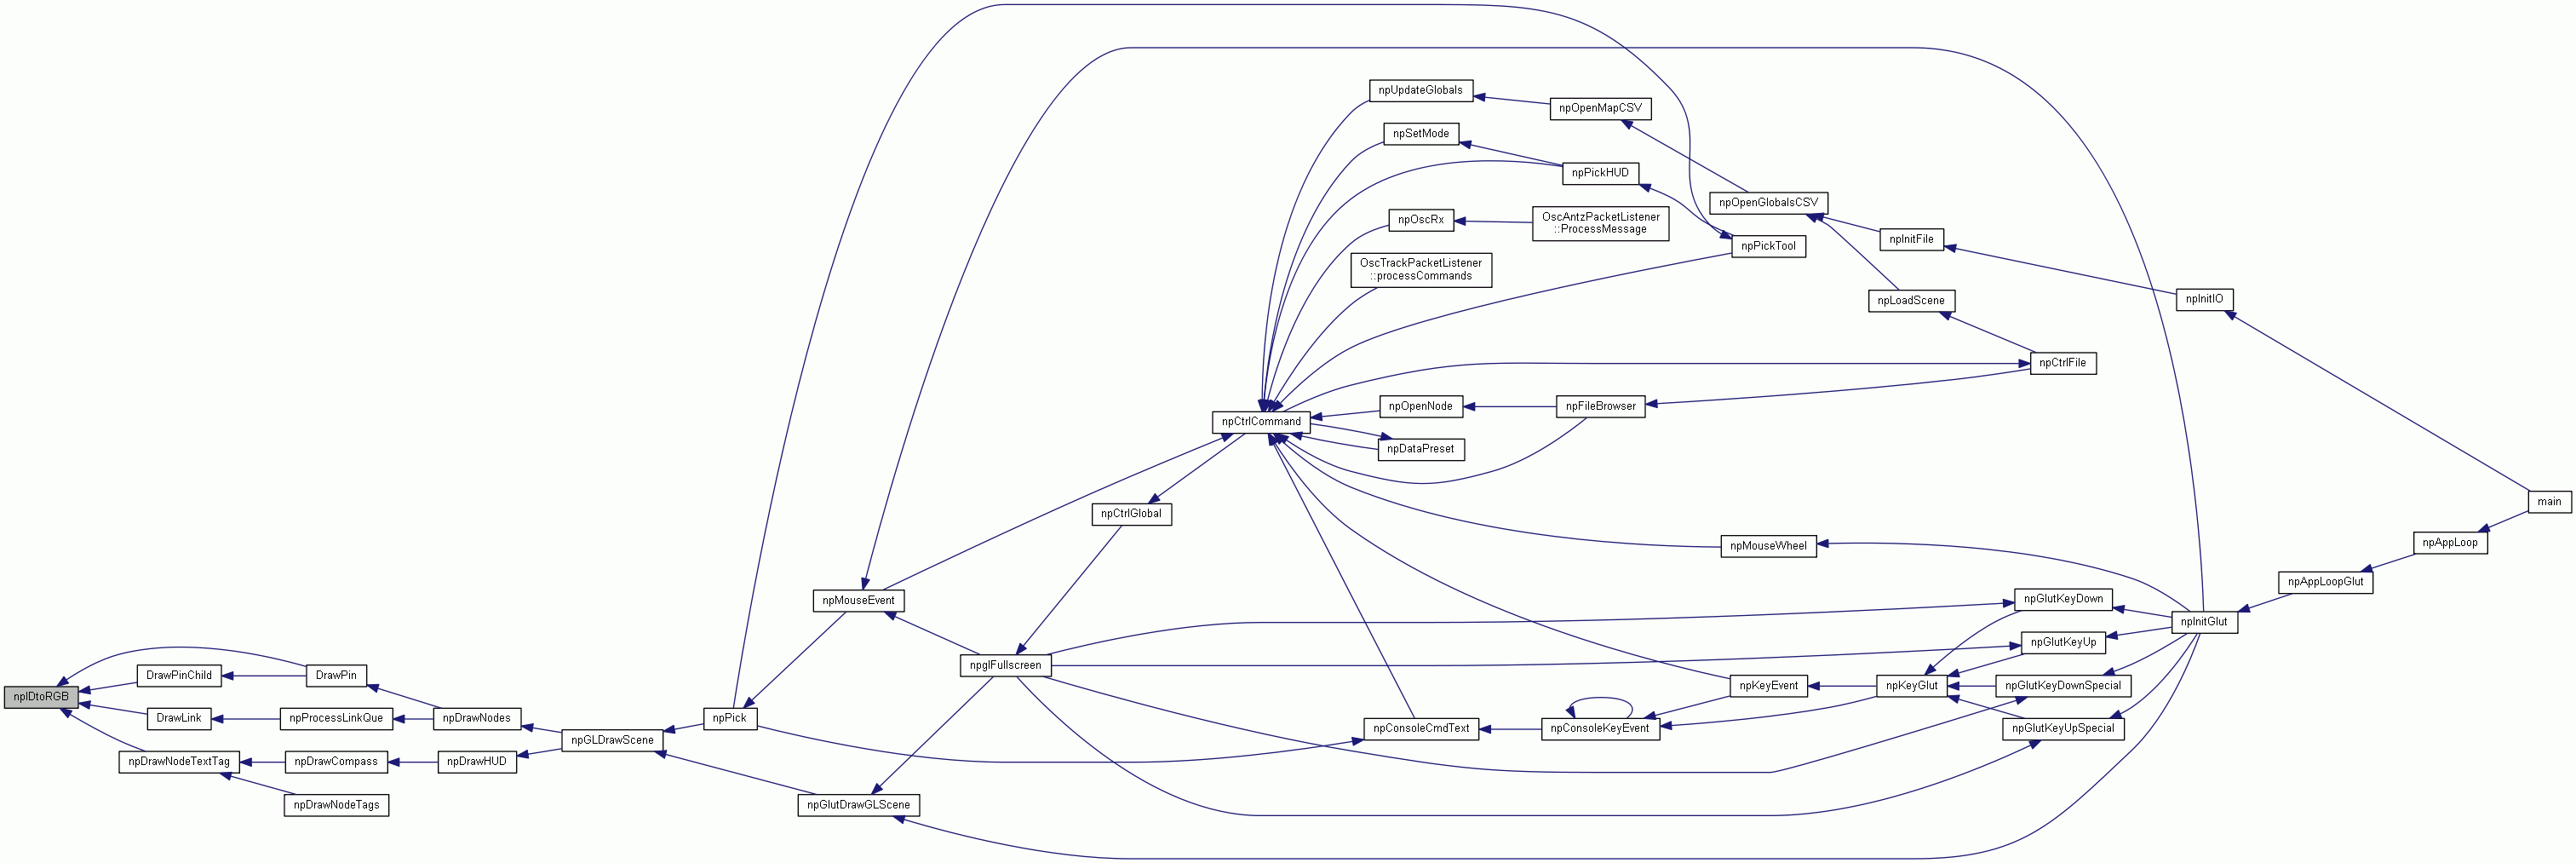 npIDtoRGB
DrawPinChild
DrawPin
DrawLink
npProcessLinkQue
npDrawNodes
npDrawNodeTextTag
npDrawCompass
npDrawHUD
npDrawNodeTags
npGLDrawScene
npPick
npGlutDrawGLScene
npMouseEvent
npglFullscreen
npCtrlGlobal
npCtrlCommand
npUpdateGlobals
npSetMode
npOscRx
OscTrackPacketListener
::processCommands
npOpenNode
npDataPreset
npConsoleCmdText
npOpenMapCSV
npPickHUD
OscAntzPacketListener
::ProcessMessage
npFileBrowser
npConsoleKeyEvent
npOpenGlobalsCSV
npPickTool
npMouseWheel
npKeyEvent
npInitFile
npLoadScene
npKeyGlut
npCtrlFile
npGlutKeyDown
npGlutKeyUp
npGlutKeyDownSpecial
npGlutKeyUpSpecial
npInitIO
npInitGlut
npAppLoopGlut
npAppLoop
main